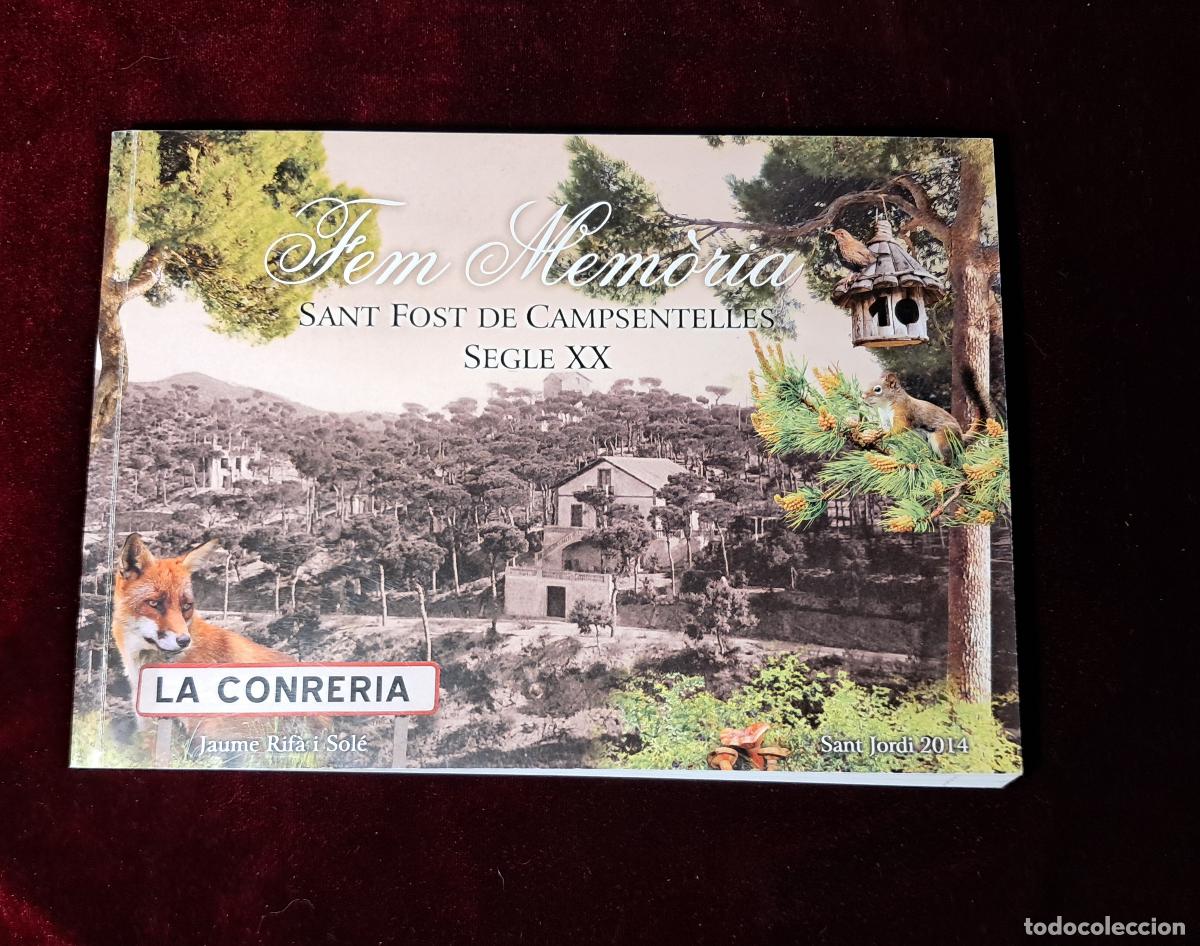 Fem Memòria
SANT FOST DE CAMPSENTELLES
SEGLE XX
LA CONRERIA
Jaume Rifà i Solé
Sant Jordi 2014
todocoleccion